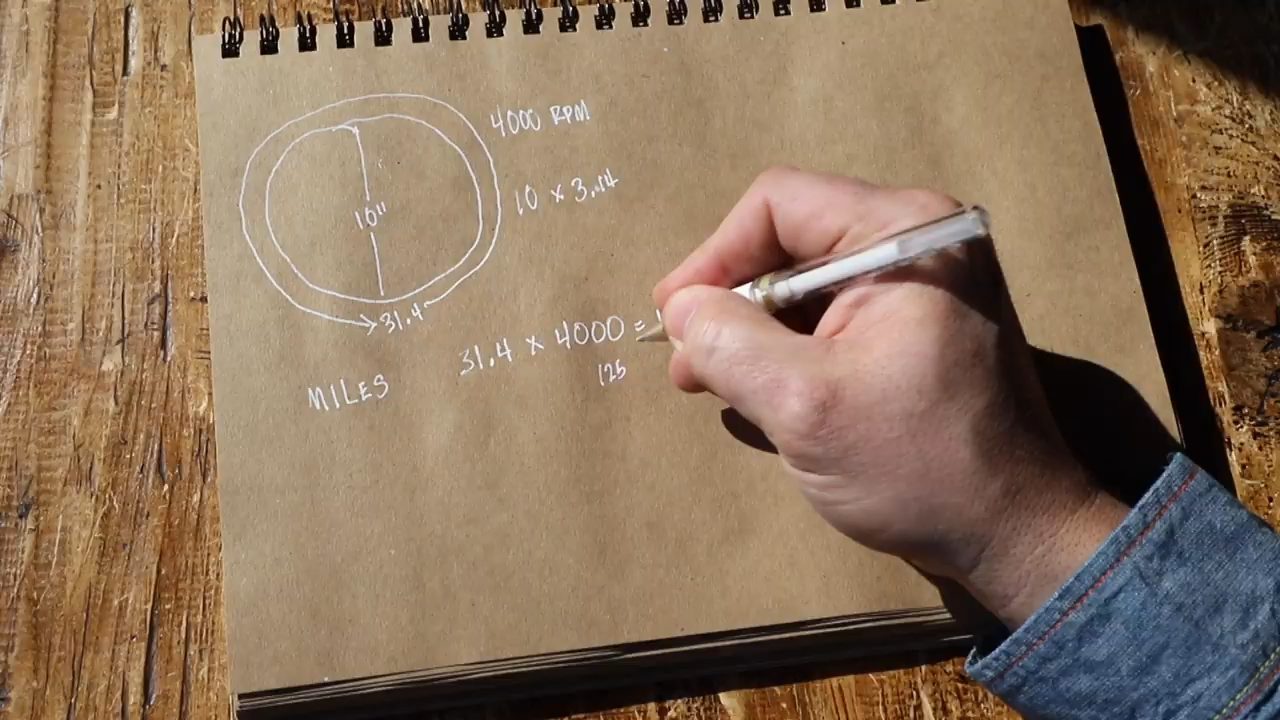 4000 RPM
10 x 3.14
10"
31.4
31.4 x 4000 =
125
MILES